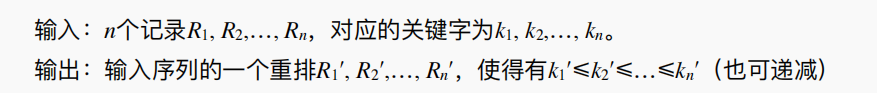 输入：n个记录R1, R2,…, Rn，对应的关键字为k1, k2,…, kn。
输出：输入序列的一个重排R1′, R2′,…, Rn′，使得有k1′≤k2′≤…≤kn′（也可递减）